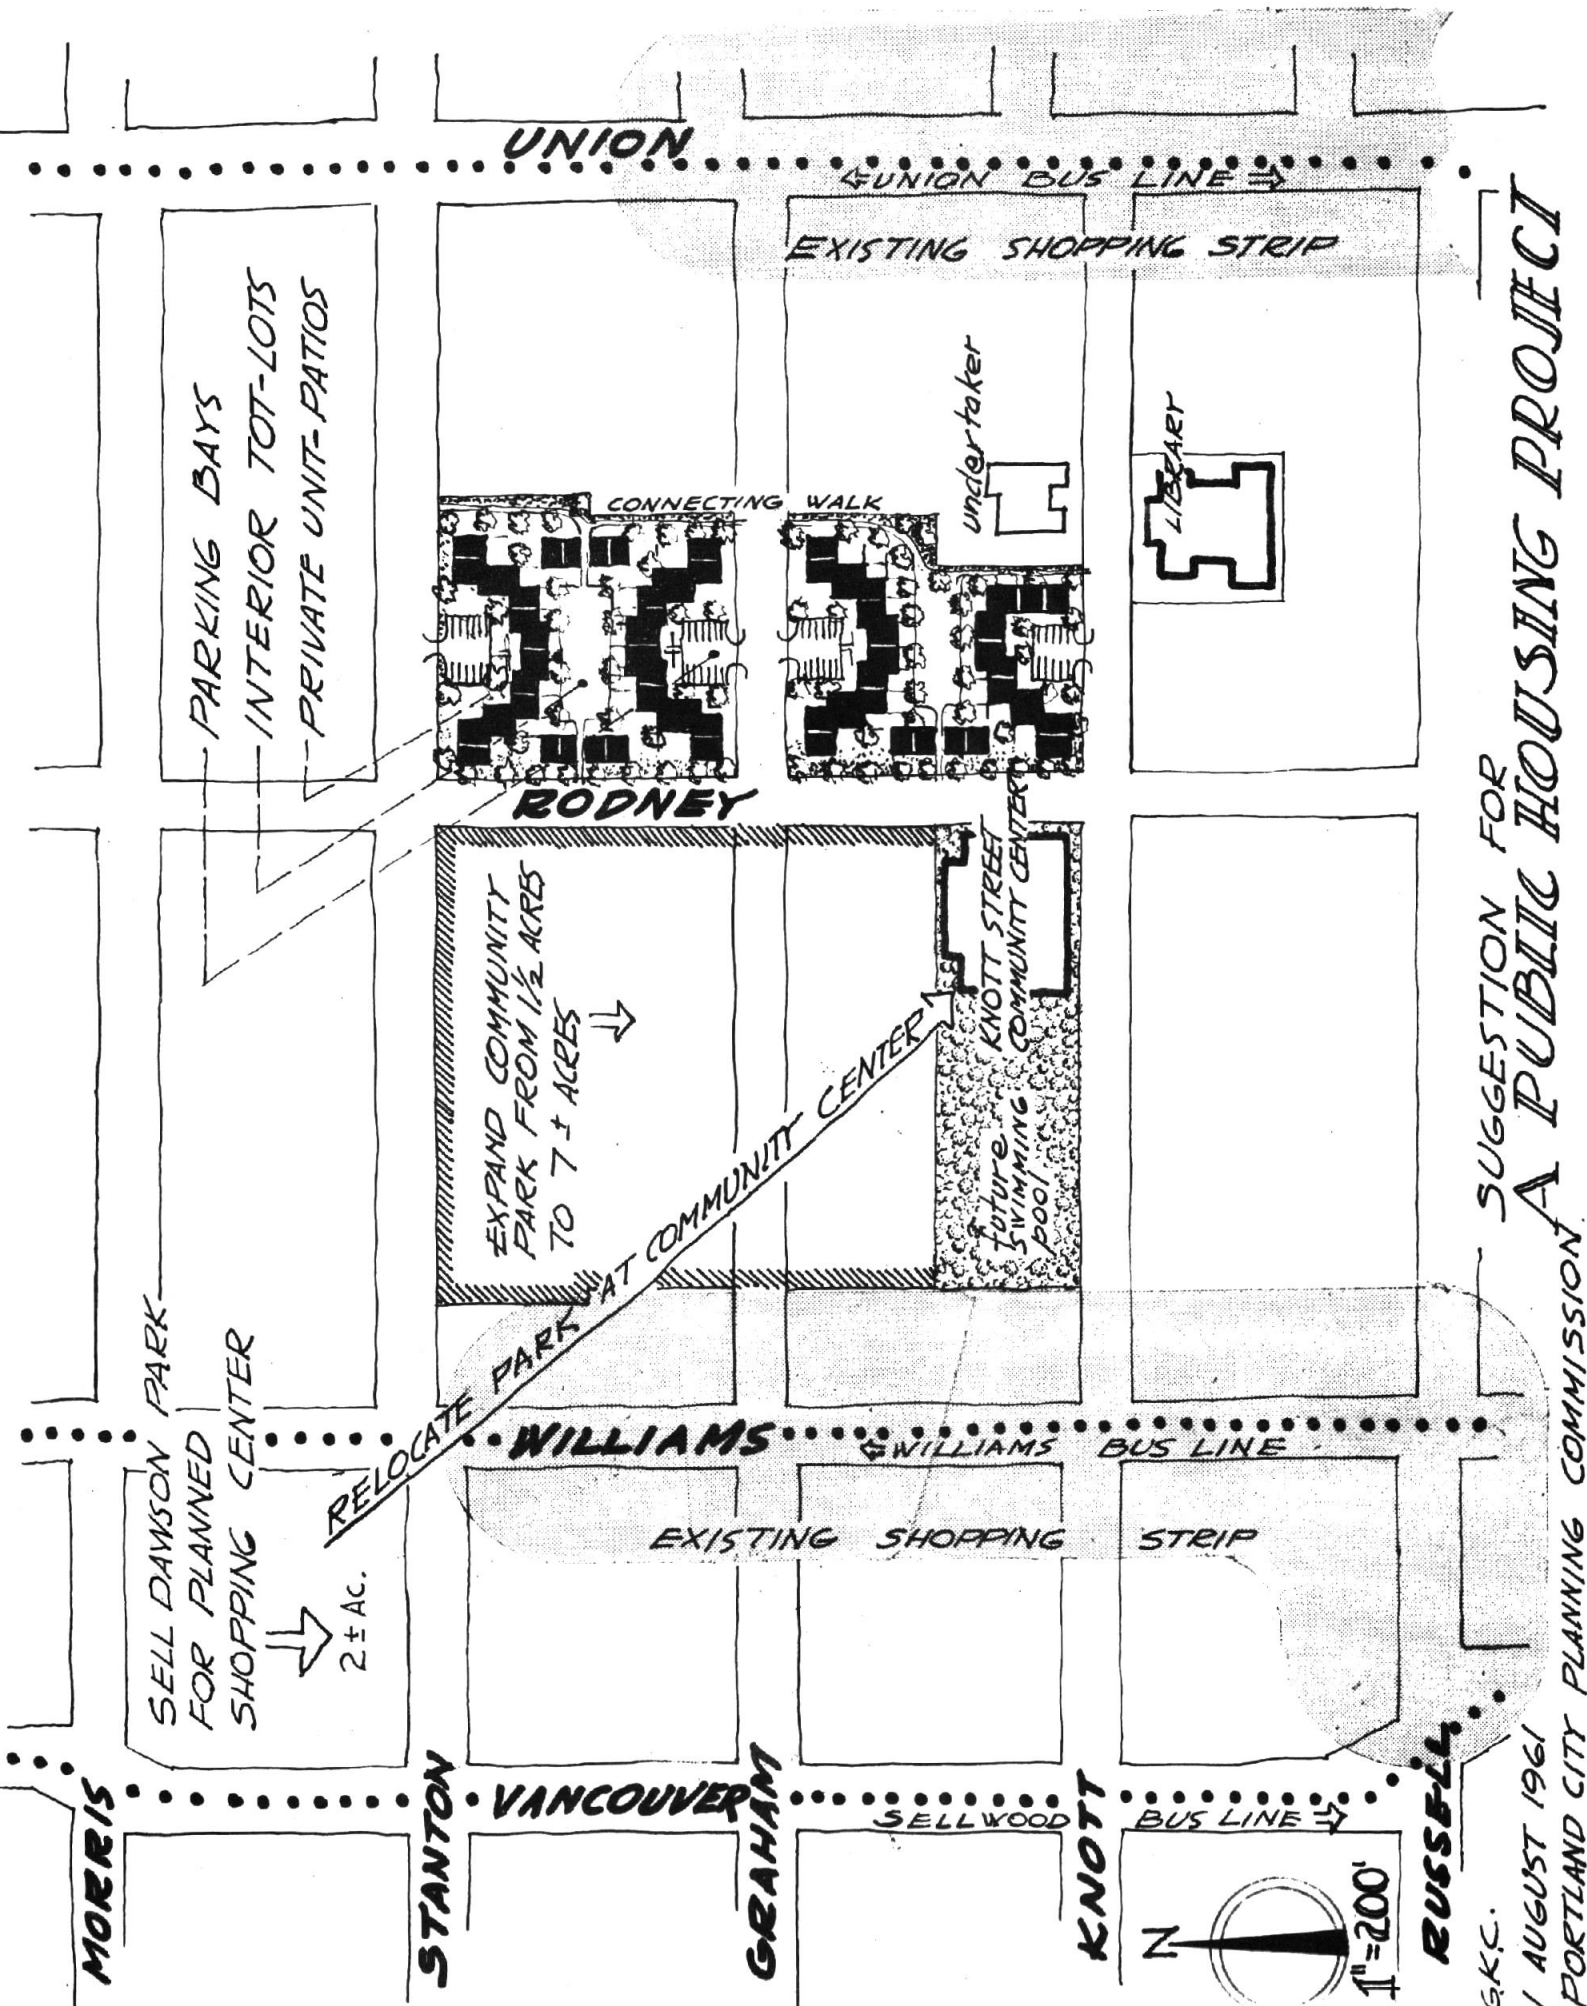 UNION
⇦UNION BUS LINE⇨
EXISTING SHOPPING STRIP
PARKING BAYS
INTERIOR TOT-LOTS
PRIVATE UNIT-PATIOS
CONNECTING WALK
undertaker
LIBRARY
RODNEY
EXPAND COMMUNITY
PARK FROM 1½ ACRES
TO 7 ± ACRES
KNOTT STREET
COMMUNITY CENTER
future
SWIMMING
pool
RELOCATE PARK AT COMMUNITY CENTER
SELL DAWSON PARK
FOR PLANNED
SHOPPING CENTER
2± AC.
WILLIAMS
⇦WILLIAMS BUS LINE
EXISTING SHOPPING STRIP
VANCOUVER
SELLWOOD BUS LINE⇨
MORRIS
STANTON
GRAHAM
KNOTT
RUSSELL
N
1"=200'
SUGGESTION FOR
A PUBLIC HOUSING PROJECT
G.K.C.
1 AUGUST 1961
PORTLAND CITY PLANNING COMMISSION.